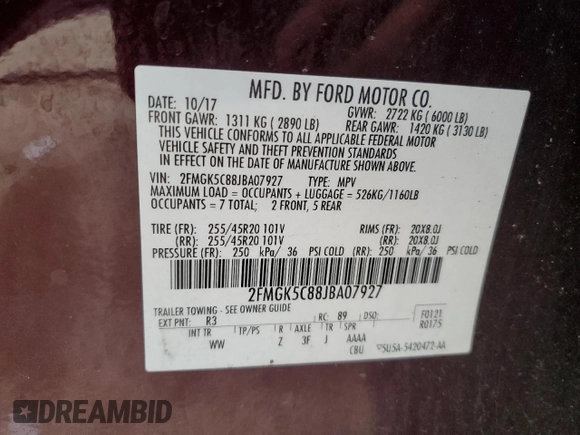 MFD. BY FORD MOTOR CO.
DATE: 10/17 GVWR: 2722 KG ( 6000 LB)
FRONT GAWR: 1311 KG ( 2890 LB) REAR GAWR: 1420 KG ( 3130 LB)
THIS VEHICLE CONFORMS TO ALL APPLICABLE FEDERAL MOTOR
VEHICLE SAFETY AND THEFT PREVENTION STANDARDS
IN EFFECT ON THE DATE OF MANUFACTURE SHOWN ABOVE.
VIN: 2FMGK5C88JBA07927 TYPE: MPV
MAXIMUM LOAD = OCCUPANTS + LUGGAGE = 526KG/1160LB
OCCUPANTS = 7 TOTAL; 2 FRONT, 5 REAR
TIRE (FR): 255/45R20 101V RIMS (FR): 20X8.0J
(RR): 255/45R20 101V (RR): 20X8.0J
PRESSURE (FR): 250 kPa/ 36 PSI COLD (RR): 250 kPa/ 36 PSI COLD
2FMGK5C88JBA07927
TRAILER TOWING - SEE OWNER GUIDE
EXT PNT: R3 RC: 89 DSO: F0121
R0175
INT TR TP/PS R AXLE TR SPR
WW Z 3F J AAAA
CBU 5U5A-5420472-AA
DREAMBID